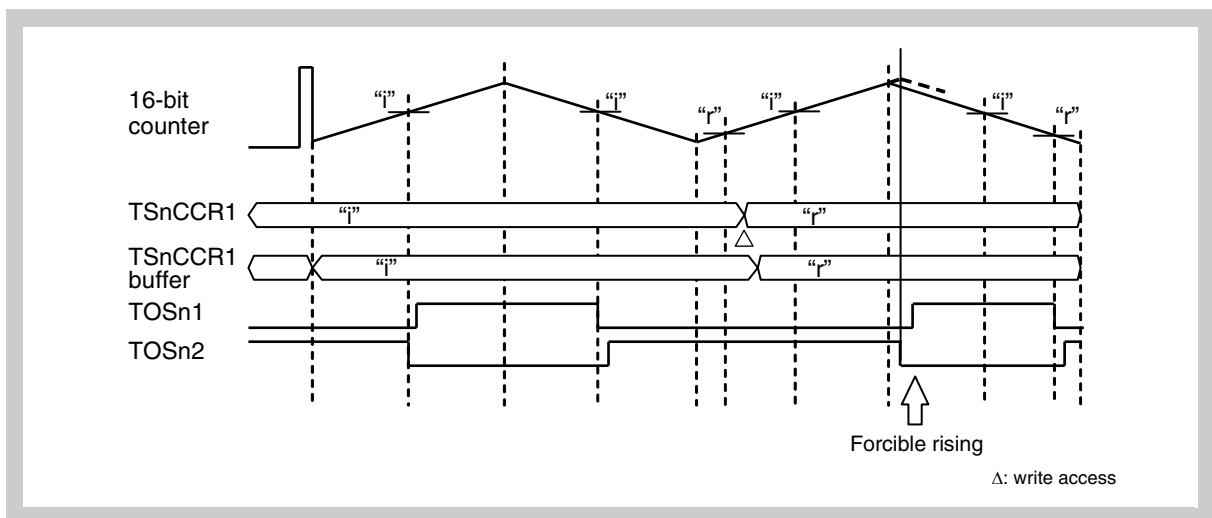 16-bit
counter
“i” “i” “r” “i” “i” “r”
TSnCCR1 “i” “r”
Δ
TSnCCR1
buffer
“i” “r”
TOSn1
TOSn2
Forcible rising
Δ: write access